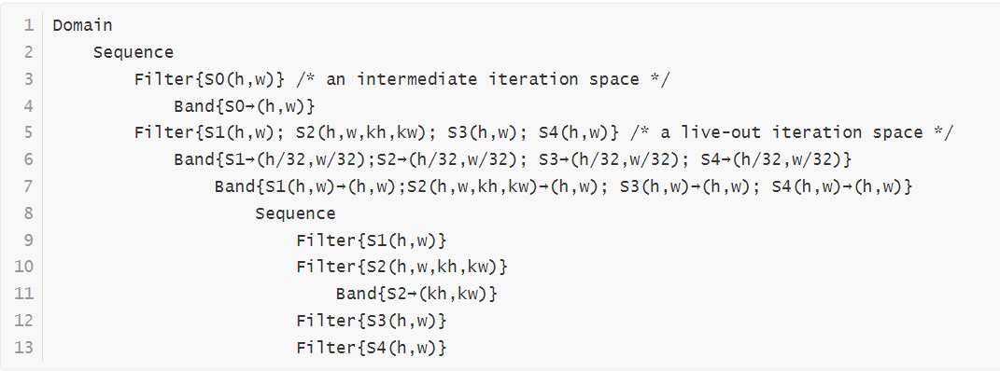 1 Domain
2     Sequence
3         Filter{S0(h,w)} /* an intermediate iteration space */
4             Band{S0→(h,w)}
5         Filter{S1(h,w); S2(h,w,kh,kw); S3(h,w); S4(h,w)} /* a live-out iteration space */
6             Band{S1→(h/32,w/32);S2→(h/32,w/32); S3→(h/32,w/32); S4→(h/32,w/32)}
7                 Band{S1(h,w)→(h,w);S2(h,w,kh,kw)→(h,w); S3(h,w)→(h,w); S4(h,w)→(h,w)}
8                     Sequence
9                         Filter{S1(h,w)}
10                         Filter{S2(h,w,kh,kw)}
11                             Band{S2→(kh,kw)}
12                         Filter{S3(h,w)}
13                         Filter{S4(h,w)}